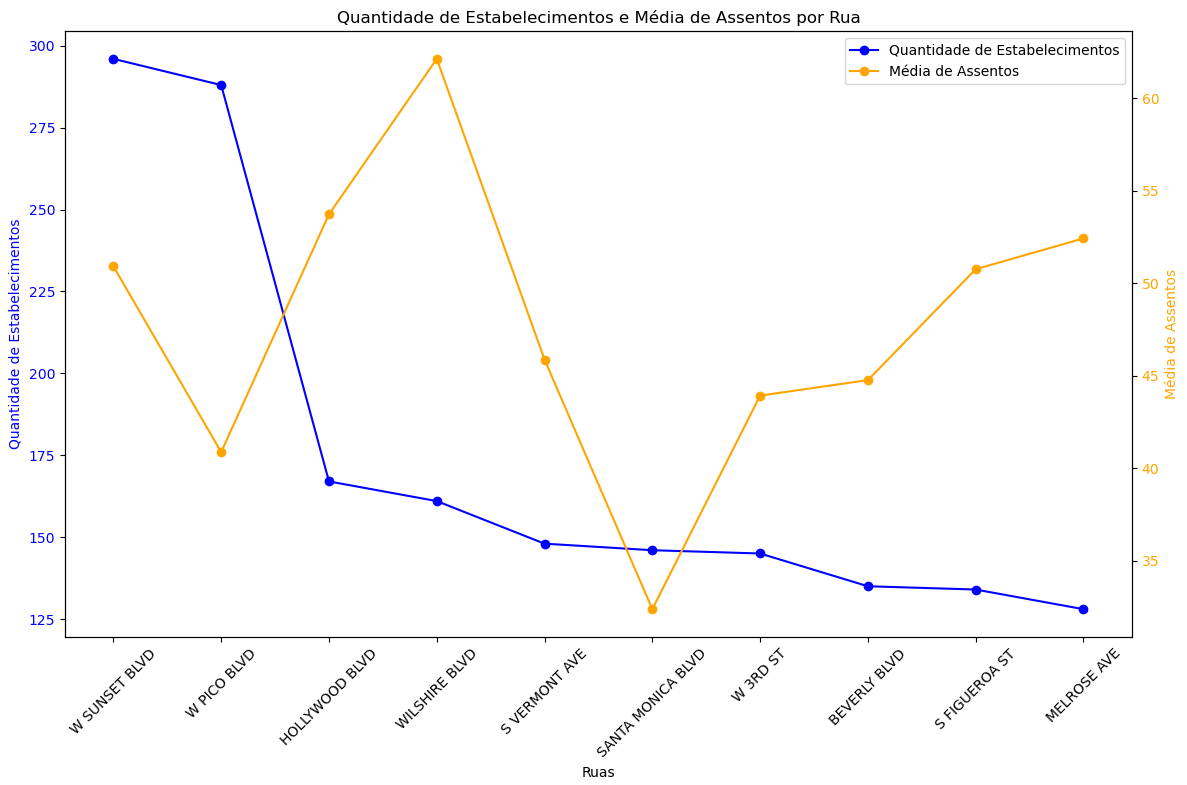 Quantidade de Estabelecimentos e Média de Assentos por Rua
Quantidade de Estabelecimentos
Média de Assentos
300
275
250
225
200
175
150
125
Quantidade de Estabelecimentos
60
55
50
45
40
35
Média de Assentos
W SUNSET BLVD
W PICO BLVD
HOLLYWOOD BLVD
WILSHIRE BLVD
S VERMONT AVE
SANTA MONICA BLVD
W 3RD ST
BEVERLY BLVD
S FIGUEROA ST
MELROSE AVE
Ruas